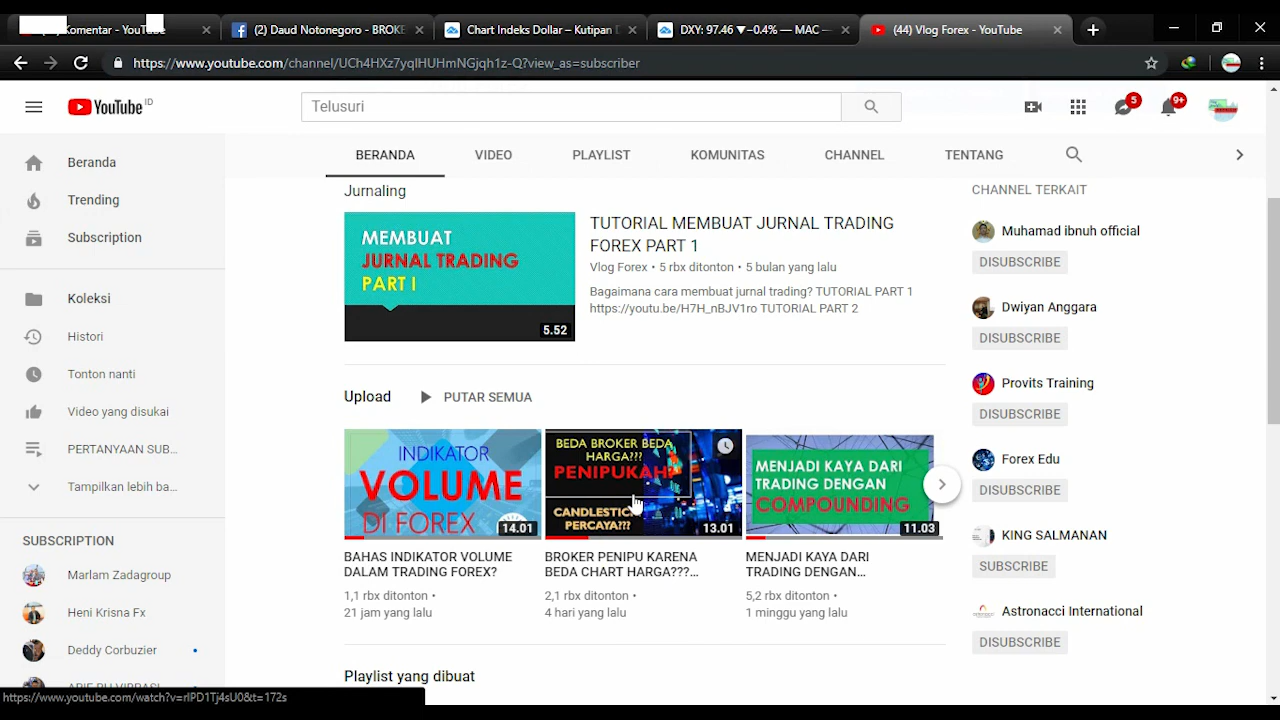 Komentar - YouTube
(2) Daud Notonegoro - BROKE
Chart Indeks Dollar – Kutipan D
DXY: 97.46 ▼−0.4% — MAC —
(44) Vlog Forex - YouTube
https://www.youtube.com/channel/UCh4HXz7yqlHUHmNGjqh1z-Q?view_as=subscriber
YouTube ID
Telusuri
5
9+
BERANDA
VIDEO
PLAYLIST
KOMUNITAS
CHANNEL
TENTANG
Beranda
Trending
Subscription
Koleksi
Histori
Tonton nanti
Video yang disukai
PERTANYAAN SUB...
Tampilkan lebih ba...
SUBSCRIPTION
Marlam Zadagroup
Heni Krisna Fx
Deddy Corbuzier
Jurnaling
MEMBUAT
JURNAL TRADING
PART I
5.52
TUTORIAL MEMBUAT JURNAL TRADING
FOREX PART 1
Vlog Forex • 5 rbx ditonton • 5 bulan yang lalu
Bagaimana cara membuat jurnal trading? TUTORIAL PART 1
https://youtu.be/H7H_nBJV1ro TUTORIAL PART 2
Upload
PUTAR SEMUA
INDIKATOR
VOLUME
DI FOREX
14.01
BAHAS INDIKATOR VOLUME
DALAM TRADING FOREX?
1,1 rbx ditonton •
21 jam yang lalu
BEDA BROKER BEDA
HARGA???
PENIPUKAH?
CANDLESTICK
PERCAYA???
13.01
BROKER PENIPU KARENA
BEDA CHART HARGA???...
2,1 rbx ditonton •
4 hari yang lalu
MENJADI KAYA DARI
TRADING DENGAN
COMPOUNDING
11.03
MENJADI KAYA DARI
TRADING DENGAN...
5,2 rbx ditonton •
1 minggu yang lalu
Playlist yang dibuat
CHANNEL TERKAIT
Muhamad ibnuh official
DISUBSCRIBE
Dwiyan Anggara
DISUBSCRIBE
Provits Training
DISUBSCRIBE
Forex Edu
DISUBSCRIBE
KING SALMANAN
SUBSCRIBE
Astronacci International
DISUBSCRIBE
https://www.youtube.com/watch?v=rlPD1Tj4sU0&t=172s